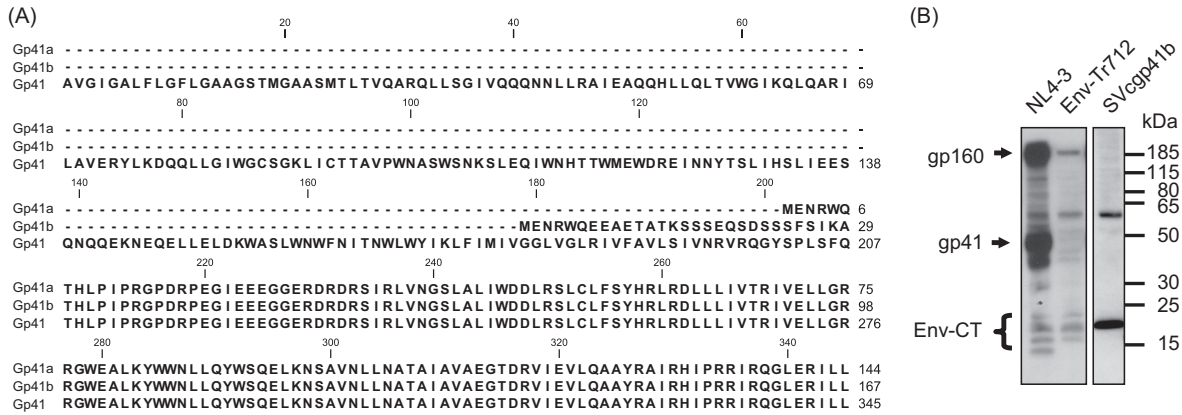 (A)
20 40 60
Gp41a --------------------------------------------------------------------- -
Gp41b --------------------------------------------------------------------- -
Gp41 AVGIGALFLGFLGAAGSTMGAASMTLTVQARQLLSGIVQQQNNLLRAIEAQQHLLQLTVWGIKQLQARI 69
80 100 120
Gp41a --------------------------------------------------------------------- -
Gp41b --------------------------------------------------------------------- -
Gp41 LAVERYLKDQQLLGIWGCSGKLICTTAVPWNASWSNKSLEQIWNHTTWMEWDREINNYTSLIHSLIEES 138
140 160 180 200
Gp41a ---------------------------------------------------------------MENRWQ 6
Gp41b ----------------------------------------MENRWQEEAETATKSSSEQSDSSSFSIKA 29
Gp41 QNQQEKNEQELLELDKWASLWNWFNITNWLWYIKLFIMIVGGLVGLRIVFAVLSIVNRVRQGYSPLSFQ 207
220 240 260
Gp41a THLPIPRGPDRPEGIEEEGGERDRDRSIRLVNGSLALIWDDLRSLCLFSYHRLRDLLLIVTRIVELLGR 75
Gp41b THLPIPRGPDRPEGIEEEGGERDRDRSIRLVNGSLALIWDDLRSLCLFSYHRLRDLLLIVTRIVELLGR 98
Gp41 THLPIPRGPDRPEGIEEEGGERDRDRSIRLVNGSLALIWDDLRSLCLFSYHRLRDLLLIVTRIVELLGR 276
280 300 320 340
Gp41a RGWEALKYWWNLLQYWSQELKNSAVNLLNATAIAVAEGTDRVIEVLQAAYRAIRHIPRRIRQGLERILL 144
Gp41b RGWEALKYWWNLLQYWSQELKNSAVNLLNATAIAVAEGTDRVIEVLQAAYRAIRHIPRRIRQGLERILL 167
Gp41 RGWEALKYWWNLLQYWSQELKNSAVNLLNATAIAVAEGTDRVIEVLQAAYRAIRHIPRRIRQGLERILL 345
(B)
NL4-3
Env-Tr712
SVcgp41b
kDa
gp160
gp41
Env-CT
185
115
80
65
50
30
25
15